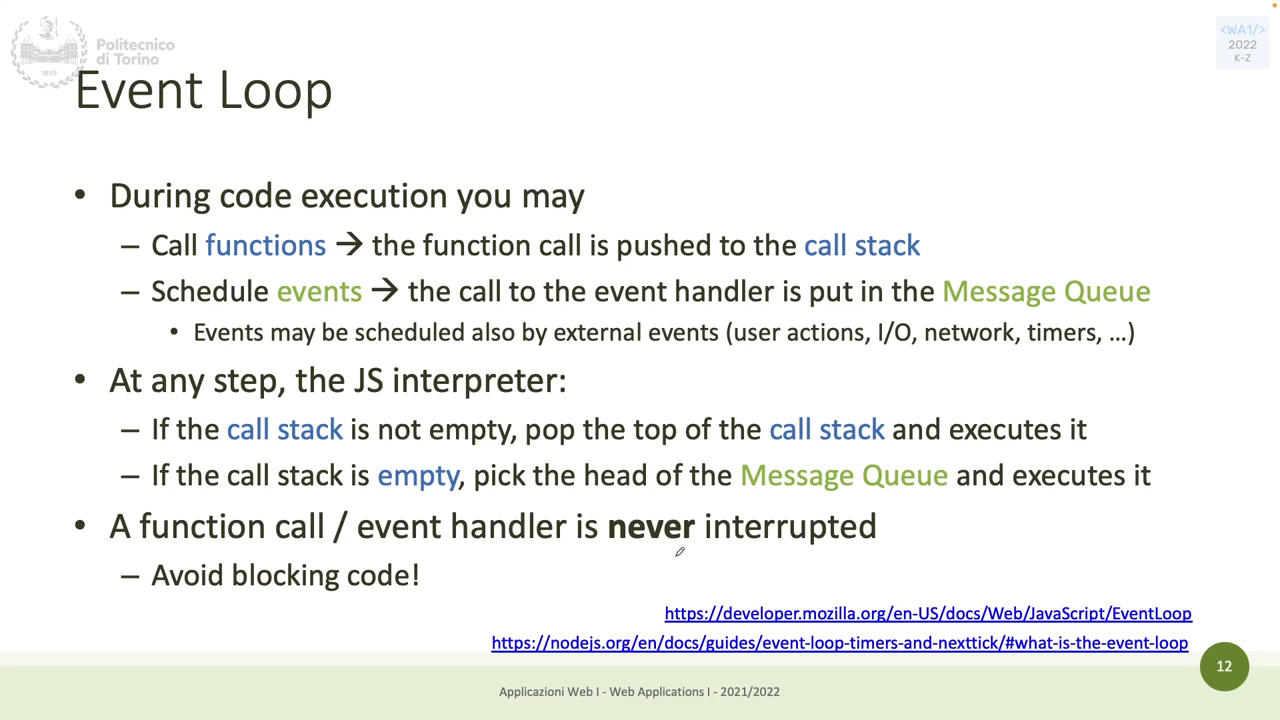 Politecnico
di Torino
1859
<WA1/>
2022
K-Z
Event Loop
• During code execution you may
– Call functions → the function call is pushed to the call stack
– Schedule events → the call to the event handler is put in the Message Queue
• Events may be scheduled also by external events (user actions, I/O, network, timers, …)
• At any step, the JS interpreter:
– If the call stack is not empty, pop the top of the call stack and executes it
– If the call stack is empty, pick the head of the Message Queue and executes it
• A function call / event handler is never interrupted
– Avoid blocking code!
https://developer.mozilla.org/en-US/docs/Web/JavaScript/EventLoop
https://nodejs.org/en/docs/guides/event-loop-timers-and-nexttick/#what-is-the-event-loop
12
Applicazioni Web I - Web Applications I - 2021/2022